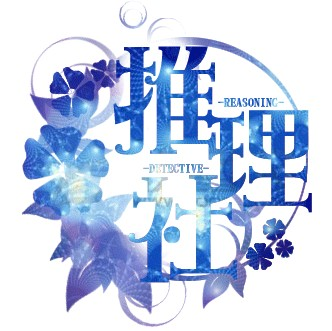 推理社
-REASONING-
-DETECTIVE-